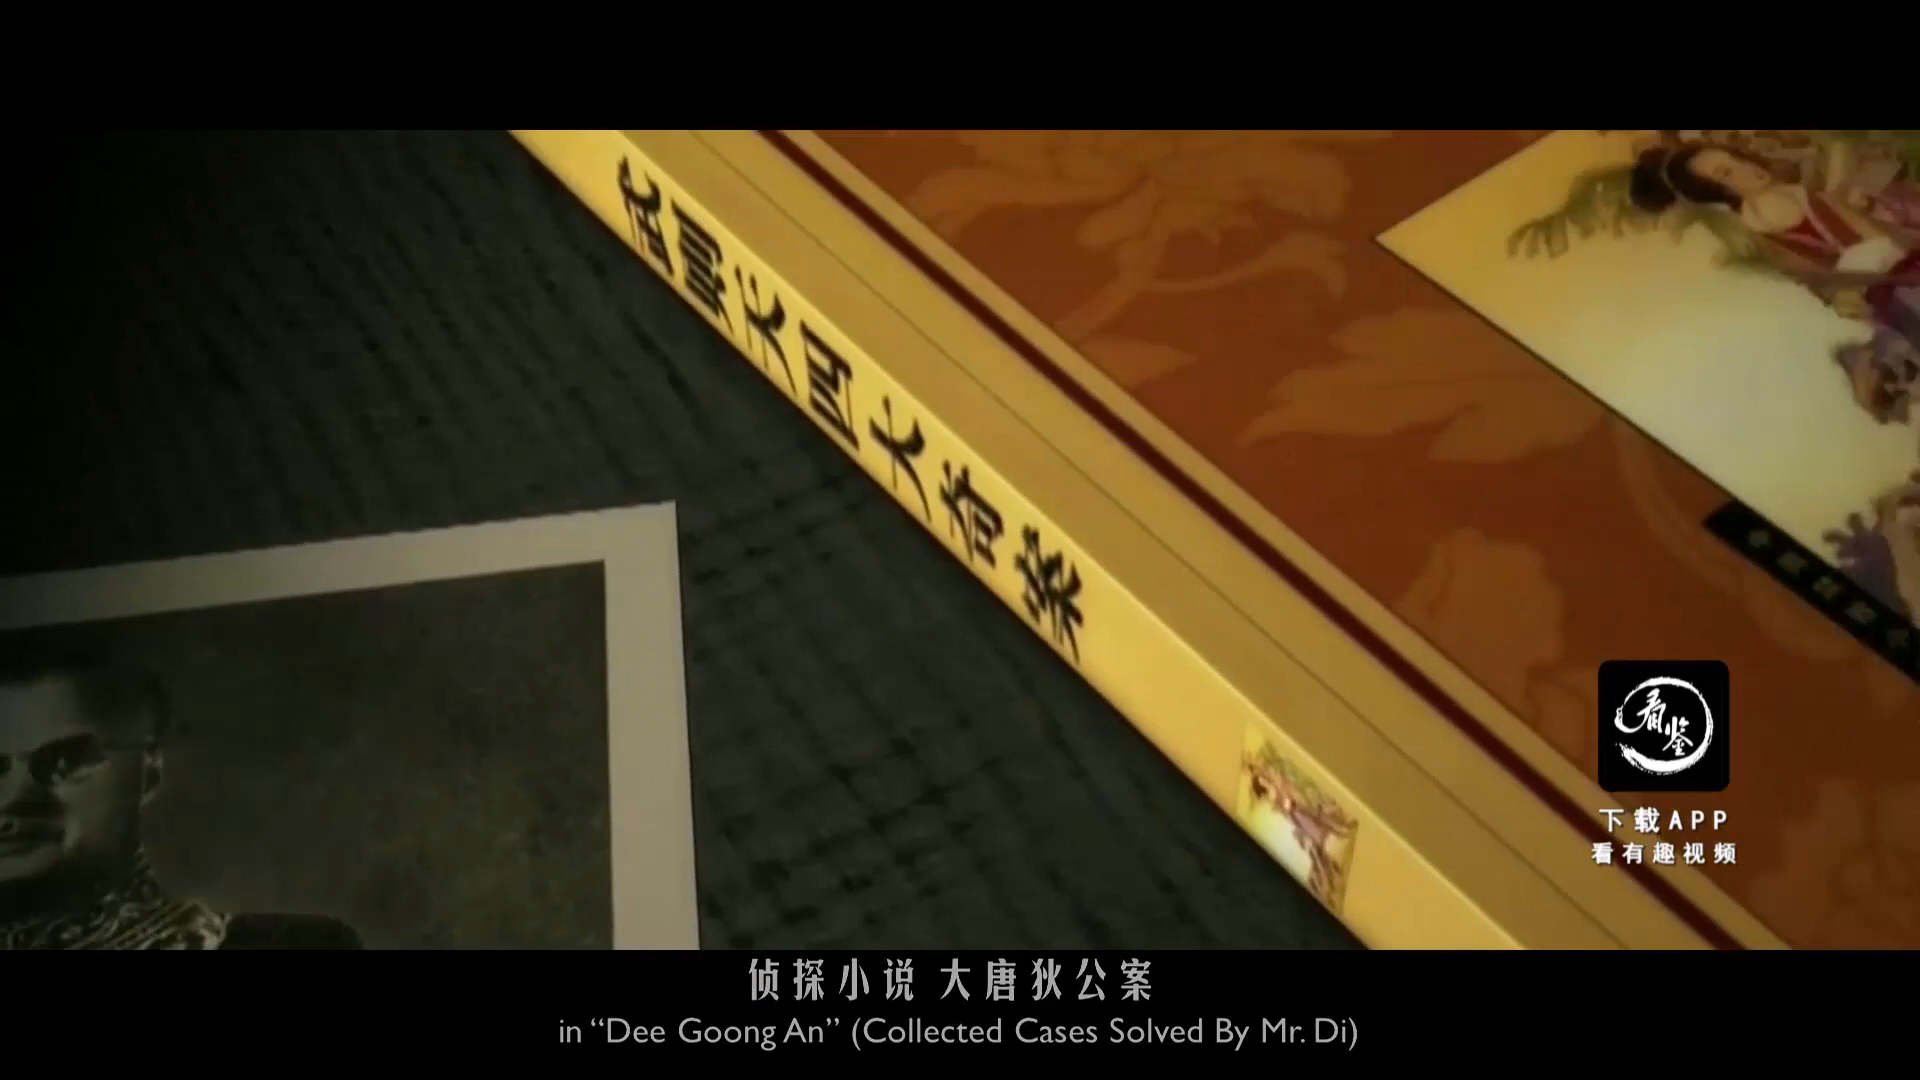 武则天四大奇案
看鉴
下载APP
看有趣视频
侦探小说 大唐狄公案
in “Dee Goong An” (Collected Cases Solved By Mr. Di)